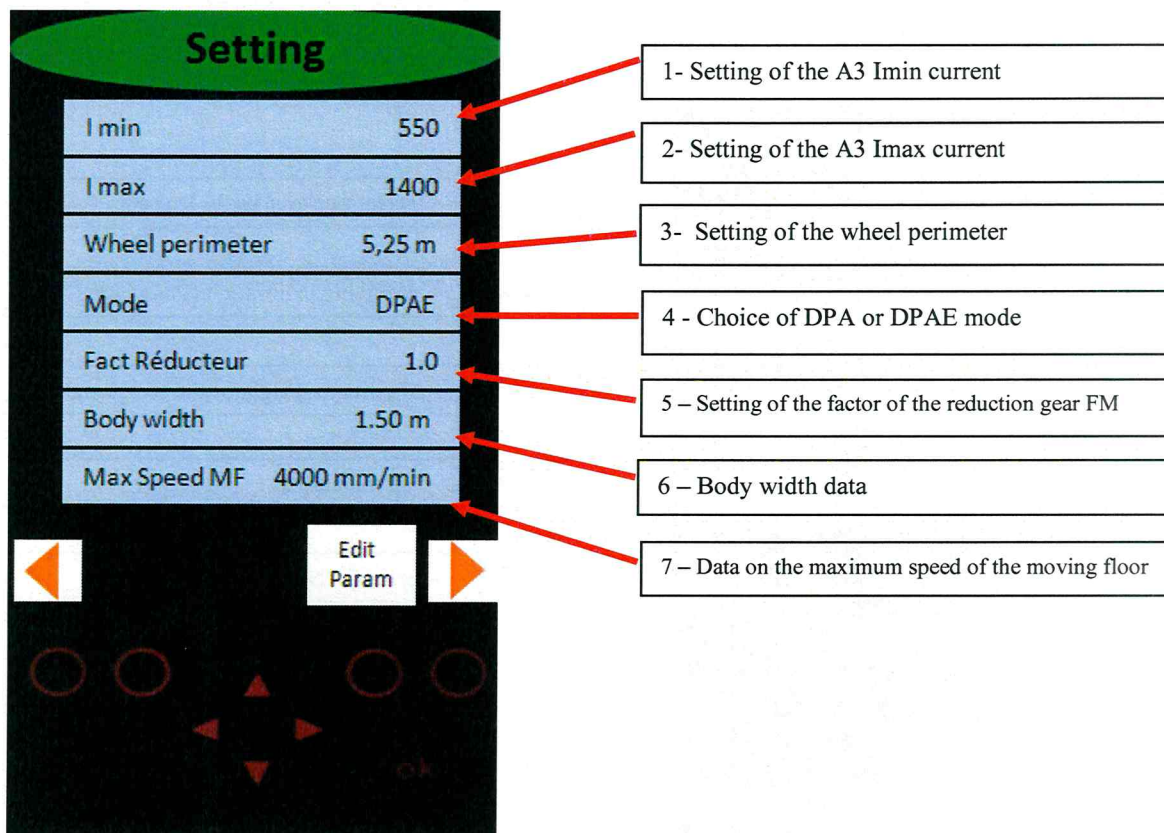 Setting
I min 550
I max 1400
Wheel perimeter 5,25 m
Mode DPAE
Fact Réducteur 1.0
Body width 1.50 m
Max Speed MF 4000 mm/min
Edit
Param
ok
1- Setting of the A3 Imin current
2- Setting of the A3 Imax current
3- Setting of the wheel perimeter
4 - Choice of DPA or DPAE mode
5 – Setting of the factor of the reduction gear FM
6 – Body width data
7 – Data on the maximum speed of the moving floor